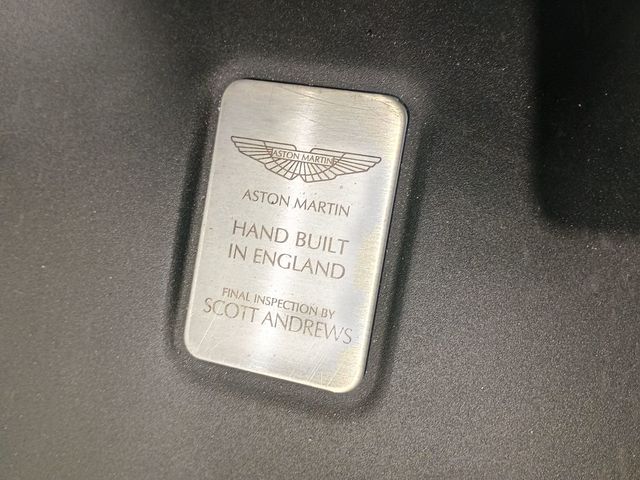 ASTON MARTIN
ASTON MARTIN
HAND BUILT
IN ENGLAND
FINAL INSPECTION BY
SCOTT ANDREWS